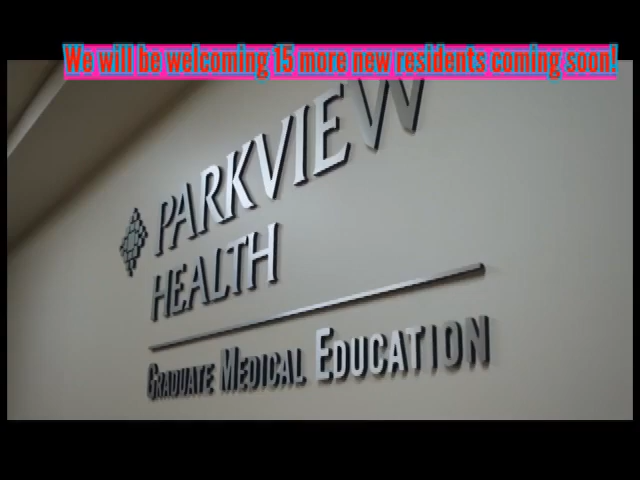 We will be welcoming 15 more new residents coming soon!
PARKVIEW
HEALTH
GRADUATE MEDICAL EDUCATION